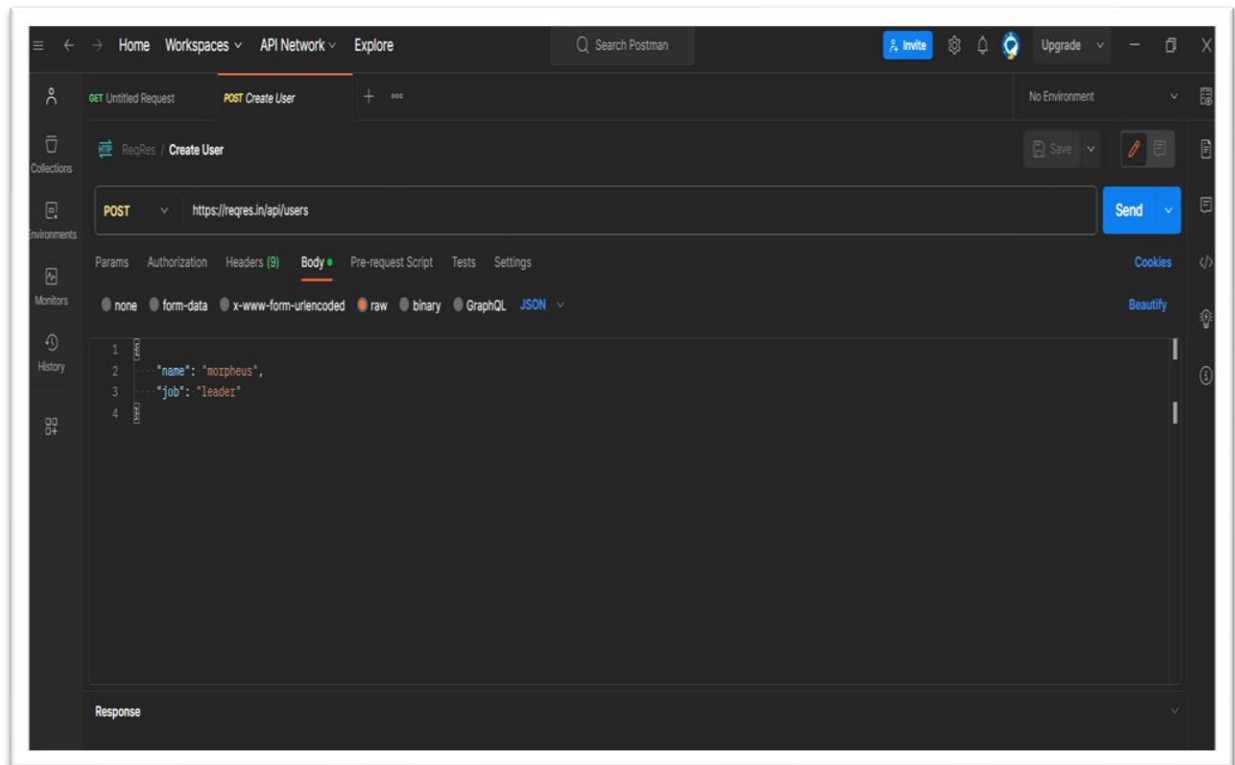 Home Workspaces API Network Explore Search Postman Invite Upgrade
GET Untitled Request POST Create User No Environment
HTTP ReqRes / Create User Save
Collections
Environments
Monitors
History
POST https://reqres.in/api/users Send
Params Authorization Headers (9) Body Pre-request Script Tests Settings Cookies
none form-data x-www-form-urlencoded raw binary GraphQL JSON Beautify
1 {
2 "name": "morpheus",
3 "job": "leader"
4 }
Response